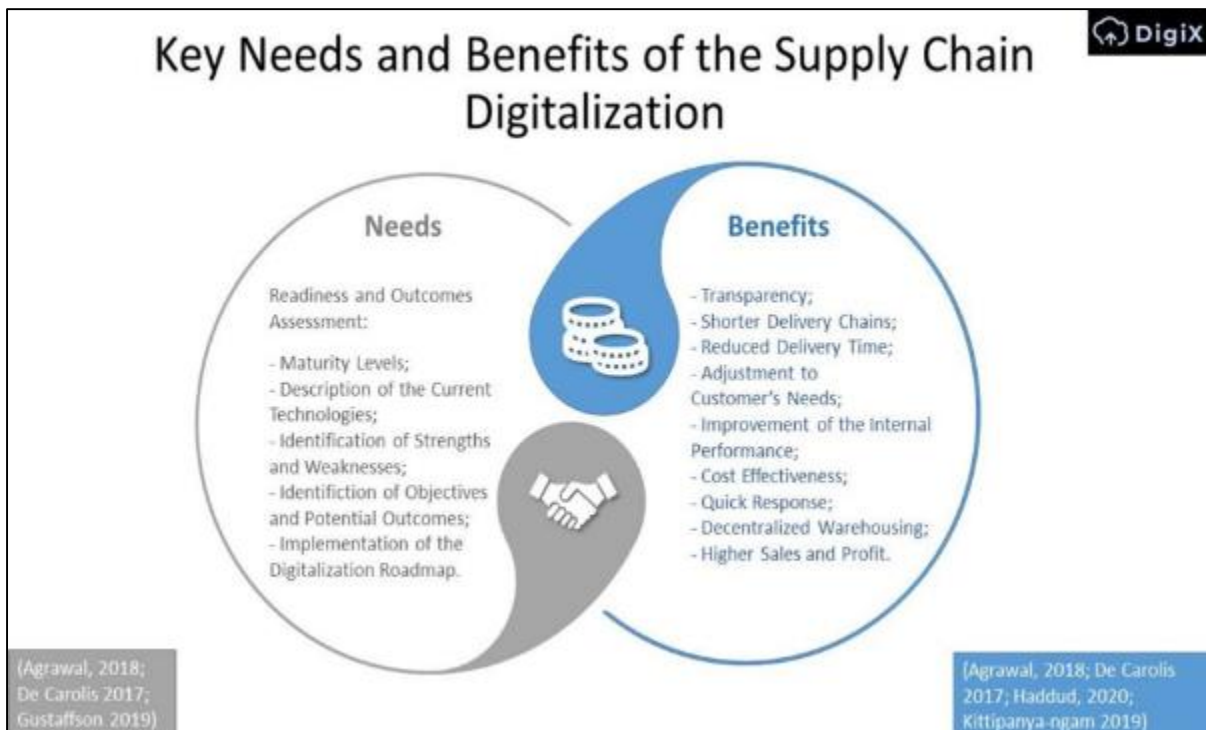 DigiX
Key Needs and Benefits of the Supply Chain
Digitalization
Needs
Readiness and Outcomes
Assessment:
- Maturity Levels;
- Description of the Current
Technologies;
- Identification of Strengths
and Weaknesses;
- Identifiction of Objectives
and Potential Outcomes;
- Implementation of the
Digitalization Roadmap.
Benefits
- Transparency;
- Shorter Delivery Chains;
- Reduced Delivery Time;
- Adjustment to
Customer's Needs;
- Improvement of the Internal
Performance;
- Cost Effectiveness;
- Quick Response;
- Decentralized Warehousing;
- Higher Sales and Profit.
(Agrawal, 2018;
De Carolis 2017;
Gustaffson 2019)
(Agrawal, 2018; De Carolis
2017; Haddud, 2020;
Kittipanya-ngam 2019)